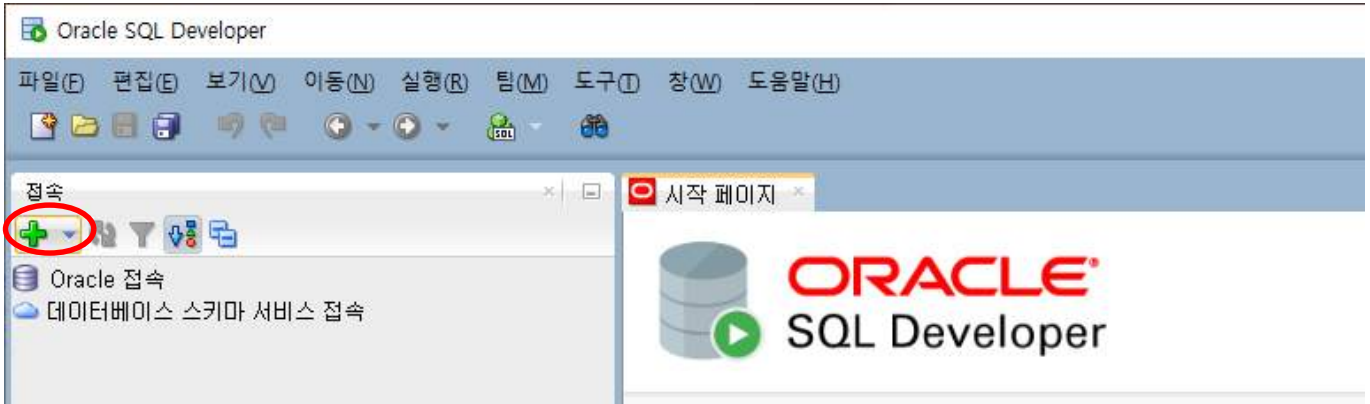 Oracle SQL Developer
파일(F) 편집(E) 보기(V) 이동(N) 실행(R) 팀(M) 도구(T) 창(W) 도움말(H)
SQL
접속
시작 페이지
Oracle 접속
데이터베이스 스키마 서비스 접속
ORACLE®
SQL Developer